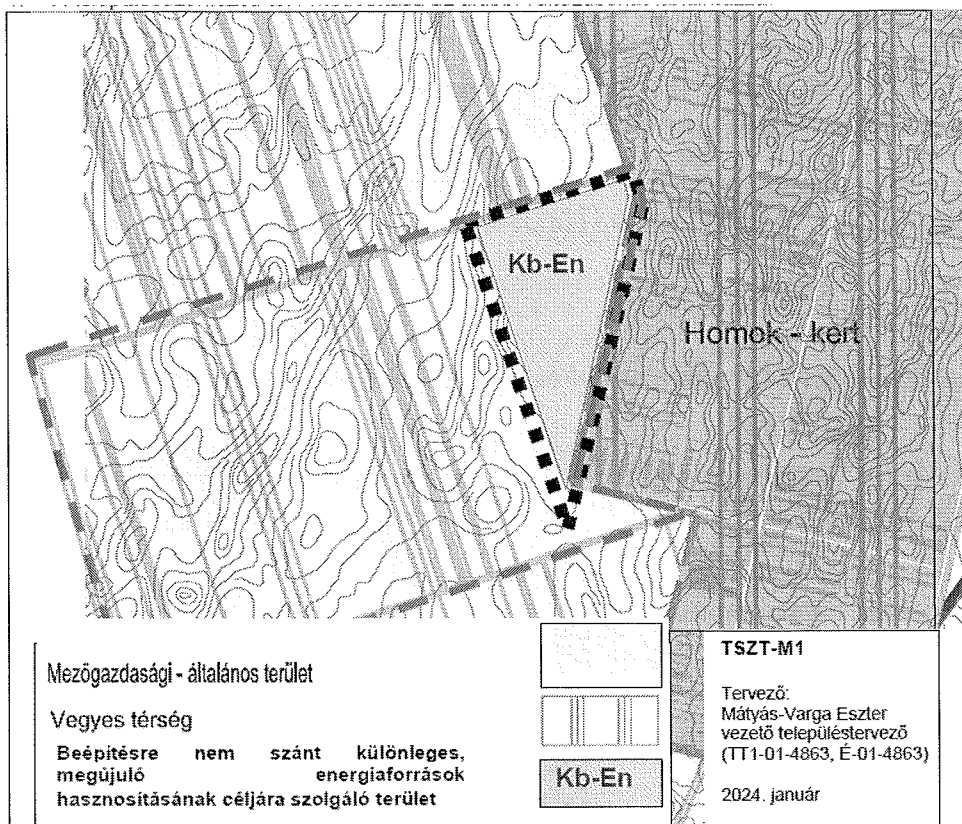 Kb-En
Homok - kert
Mezőgazdasági - általános terület
Vegyes térség
Beépítésre nem szánt különleges,
megújuló energiaforrások
hasznosításának céljára szolgáló terület
Kb-En
TSZT-M1
Tervező:
Mátyás-Varga Eszter
vezető településtervező
(TT1-01-4863, É-01-4863)
2024. január